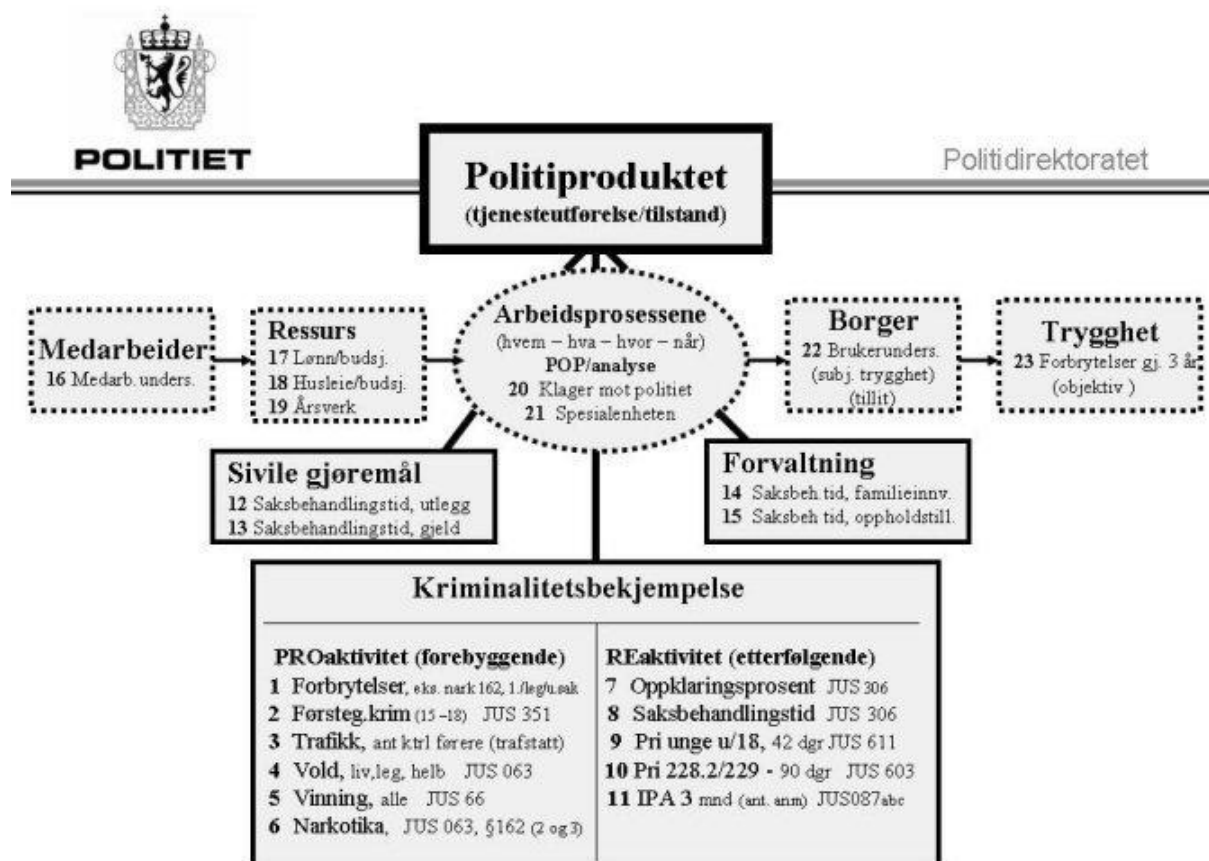 POLITIET
Politidirektoratet
Politiproduktet
(tjenesteutførelse/tilstand)
Medarbeider
16 Medarb. unders.
Ressurs
17 Lønn/budsj.
18 Husleie/budsj.
19 Årsverk
Arbeidsprosessene
(hvem – hva – hvor – når)
POP/analyse
20 Klager mot politiet
21 Spesialenheten
Borger
22 Brukerunders.
(subj. trygghet)
(tillit)
Trygghet
23 Forbrytelser gj. 3 år
(objektiv )
Sivile gjøremål
12 Saksbehandlingstid, utlegg
13 Saksbehandlingstid, gjeld
Forvaltning
14 Saksbeh. tid, familieinnv.
15 Saksbeh tid, oppholdstill.
Kriminalitetsbekjempelse
PROaktivitet (forebyggende)
1 Forbrytelser, eks. nark 162, 1./leg/u.sak
2 Førsteg.krim (15 –18) JUS 351
3 Trafikk, ant ktrl førere (trafstatt)
4 Vold, liv,leg, helb JUS 063
5 Vinning, alle JUS 66
6 Narkotika, JUS 063, §162 (2 og 3)
REaktivitet (etterfølgende)
7 Oppklaringsprosent JUS 306
8 Saksbehandlingstid JUS 306
9 Pri unge u/18, 42 dgr JUS 611
10 Pri 228.2/229 - 90 dgr JUS 603
11 IPA 3 mnd (ant. anm) JUS087abc